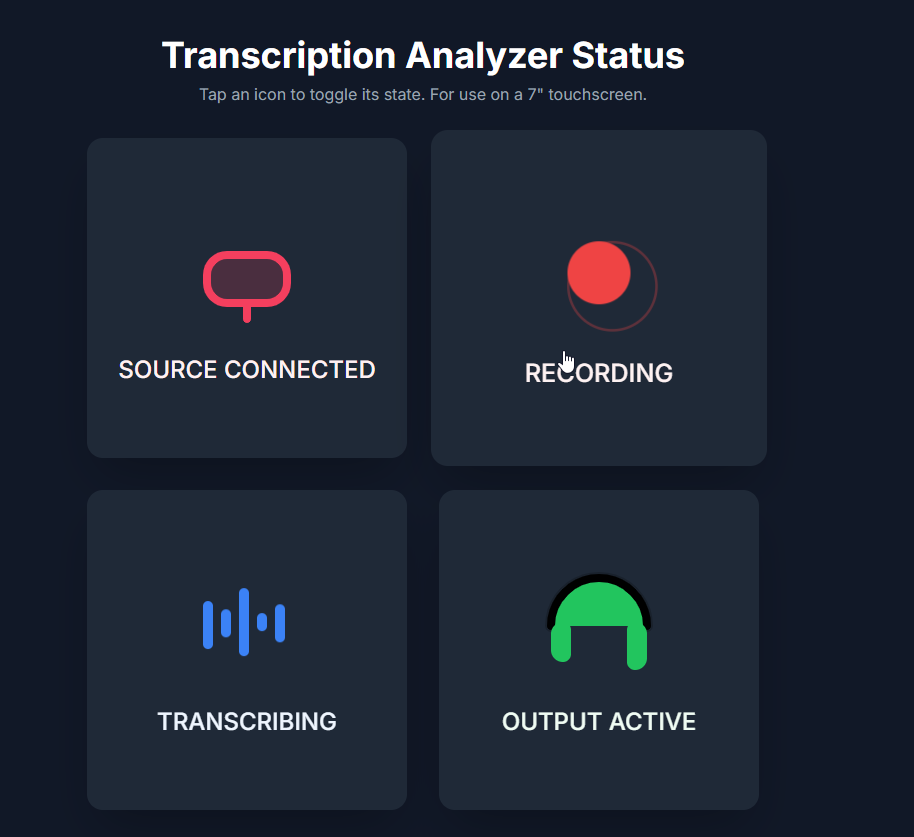 Transcription Analyzer Status
Tap an icon to toggle its state. For use on a 7" touchscreen.
SOURCE CONNECTED
RECORDING
TRANSCRIBING
OUTPUT ACTIVE